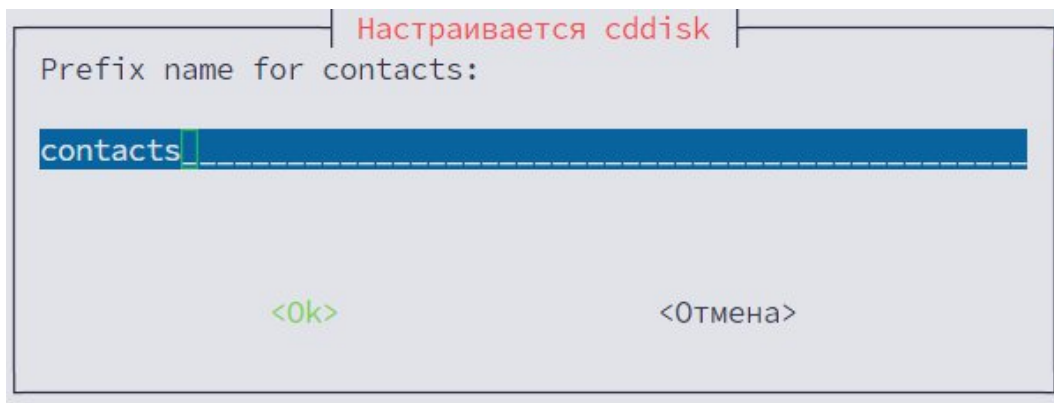 Настраивается cddisk
Prefix name for contacts:
contacts
<Ok> <Отмена>